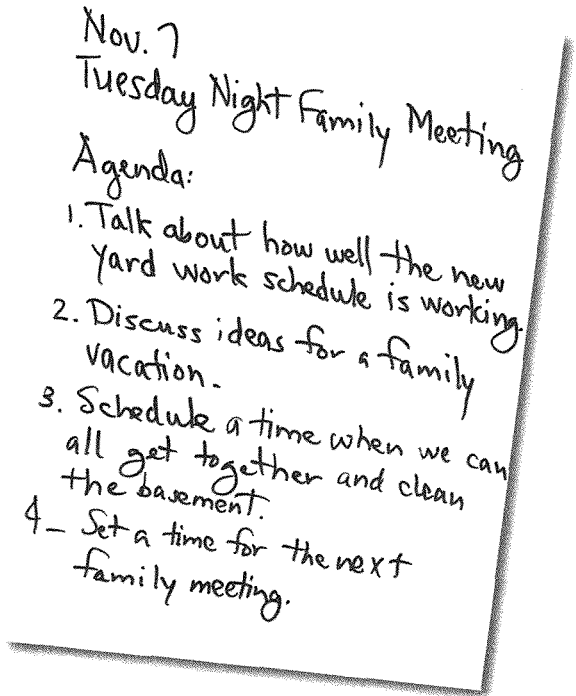 Nov. 7
Tuesday Night Family Meeting
Agenda:
1. Talk about how well the new
yard work schedule is working.
2. Discuss ideas for a family
vacation.
3. Schedule a time when we can
all get together and clean
the basement.
4- Set a time for the next
family meeting.